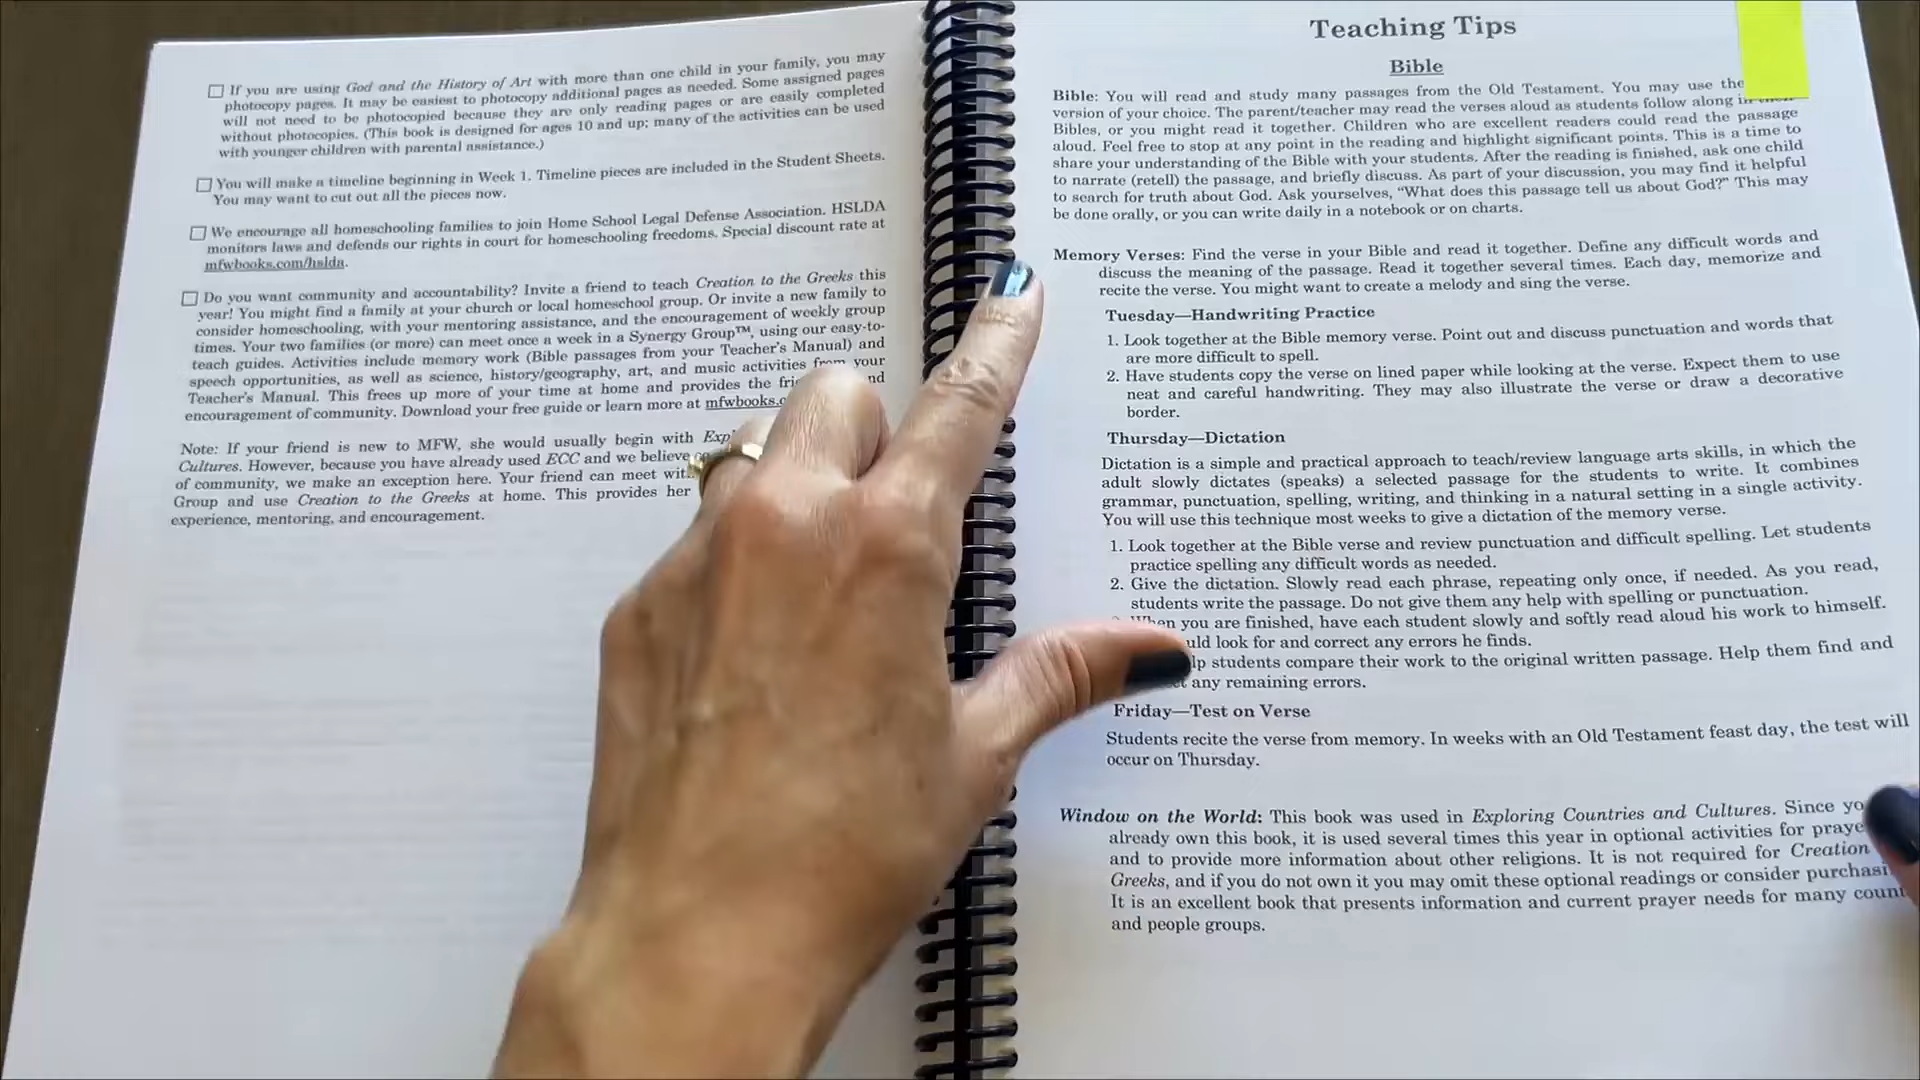 If you are using God and the History of Art with more than one child in your family, you may
photocopy pages. It may be easiest to photocopy additional pages as needed. Some assigned pages
will not need to be photocopied because they are only reading pages or are easily completed
without photocopies. (This book is designed for ages 10 and up; many of the activities can be used
with younger children with parental assistance.)
You will make a timeline beginning in Week 1. Timeline pieces are included in the Student Sheets.
You may want to cut out all the pieces now.
We encourage all homeschooling families to join Home School Legal Defense Association. HSLDA
monitors laws and defends our rights in court for homeschooling freedoms. Special discount rate at
mfwbooks.com/hslda.
Do you want community and accountability? Invite a friend to teach Creation to the Greeks this
year! You might find a family at your church or local homeschool group. Or invite a new family to
consider homeschooling, with your mentoring assistance, and the encouragement of weekly group
times. Your two families (or more) can meet once a week in a Synergy Group™, using our easy-to-
teach guides. Activities include memory work (Bible passages from your Teacher's Manual) and
speech opportunities, as well as science, history/geography, art, and music activities from your
Teacher's Manual. This frees up more of your time at home and provides the
encouragement of community. Download your free guide or learn more at
Note: If your friend is new to MFW, she would usually begin with
Cultures. However, because you have already used ECC and we believe
of community, we make an exception here. Your friend can meet
Group and use Creation to the Greeks at home. This provides her
experience, mentoring, and encouragement.
Teaching Tips
Bible
Bible: You will read and study many passages from the Old Testament. You may use the
version of your choice. The parent/teacher may read the verses aloud as students follow along in
Bibles, or you might read it together. Children who are excellent readers could read the passage
aloud. Feel free to stop at any point in the reading and highlight significant points. This is a time to
share your understanding of the Bible with your students. After the reading is finished, ask one child
to narrate (retell) the passage, and briefly discuss. As part of your discussion, you may find it helpful
to search for truth about God. Ask yourselves, “What does this passage tell us about God?” This may
be done orally, or you can write daily in a notebook or on charts.
Memory Verses: Find the verse in your Bible and read it together. Define any difficult words and
discuss the meaning of the passage. Read it together several times. Each day, memorize and
recite the verse. You might want to create a melody and sing the verse.
Tuesday—Handwriting Practice
1. Look together at the Bible memory verse. Point out and discuss punctuation and words that
are more difficult to spell.
2. Have students copy the verse on lined paper while looking at the verse. Expect them to use
neat and careful handwriting. They may also illustrate the verse or draw a decorative
border.
Thursday—Dictation
Dictation is a simple and practical approach to teach/review language arts skills, in which the
adult slowly dictates (speaks) a selected passage for the students to write. It combines
grammar, punctuation, spelling, writing, and thinking in a natural setting in a single activity.
You will use this technique most weeks to give a dictation of the memory verse.
1. Look together at the Bible verse and review punctuation and difficult spelling. Let students
practice spelling any difficult words as needed.
2. Give the dictation. Slowly read each phrase, repeating only once, if needed. As you read,
students write the passage. Do not give them any help with spelling or punctuation.
When you are finished, have each student slowly and softly read aloud his work to himself.
look for and correct any errors he finds.
students compare their work to the original written passage. Help them find and
any remaining errors.
Friday—Test on Verse
Students recite the verse from memory. In weeks with an Old Testament feast day, the test will
occur on Thursday.
Window on the World: This book was used in Exploring Countries and Cultures. Since
already own this book, it is used several times this year in optional activities for
and to provide more information about other religions. It is not required for Creation
Greeks, and if you do not own it you may omit these optional readings or consider
It is an excellent book that presents information and current prayer needs for many
and people groups.